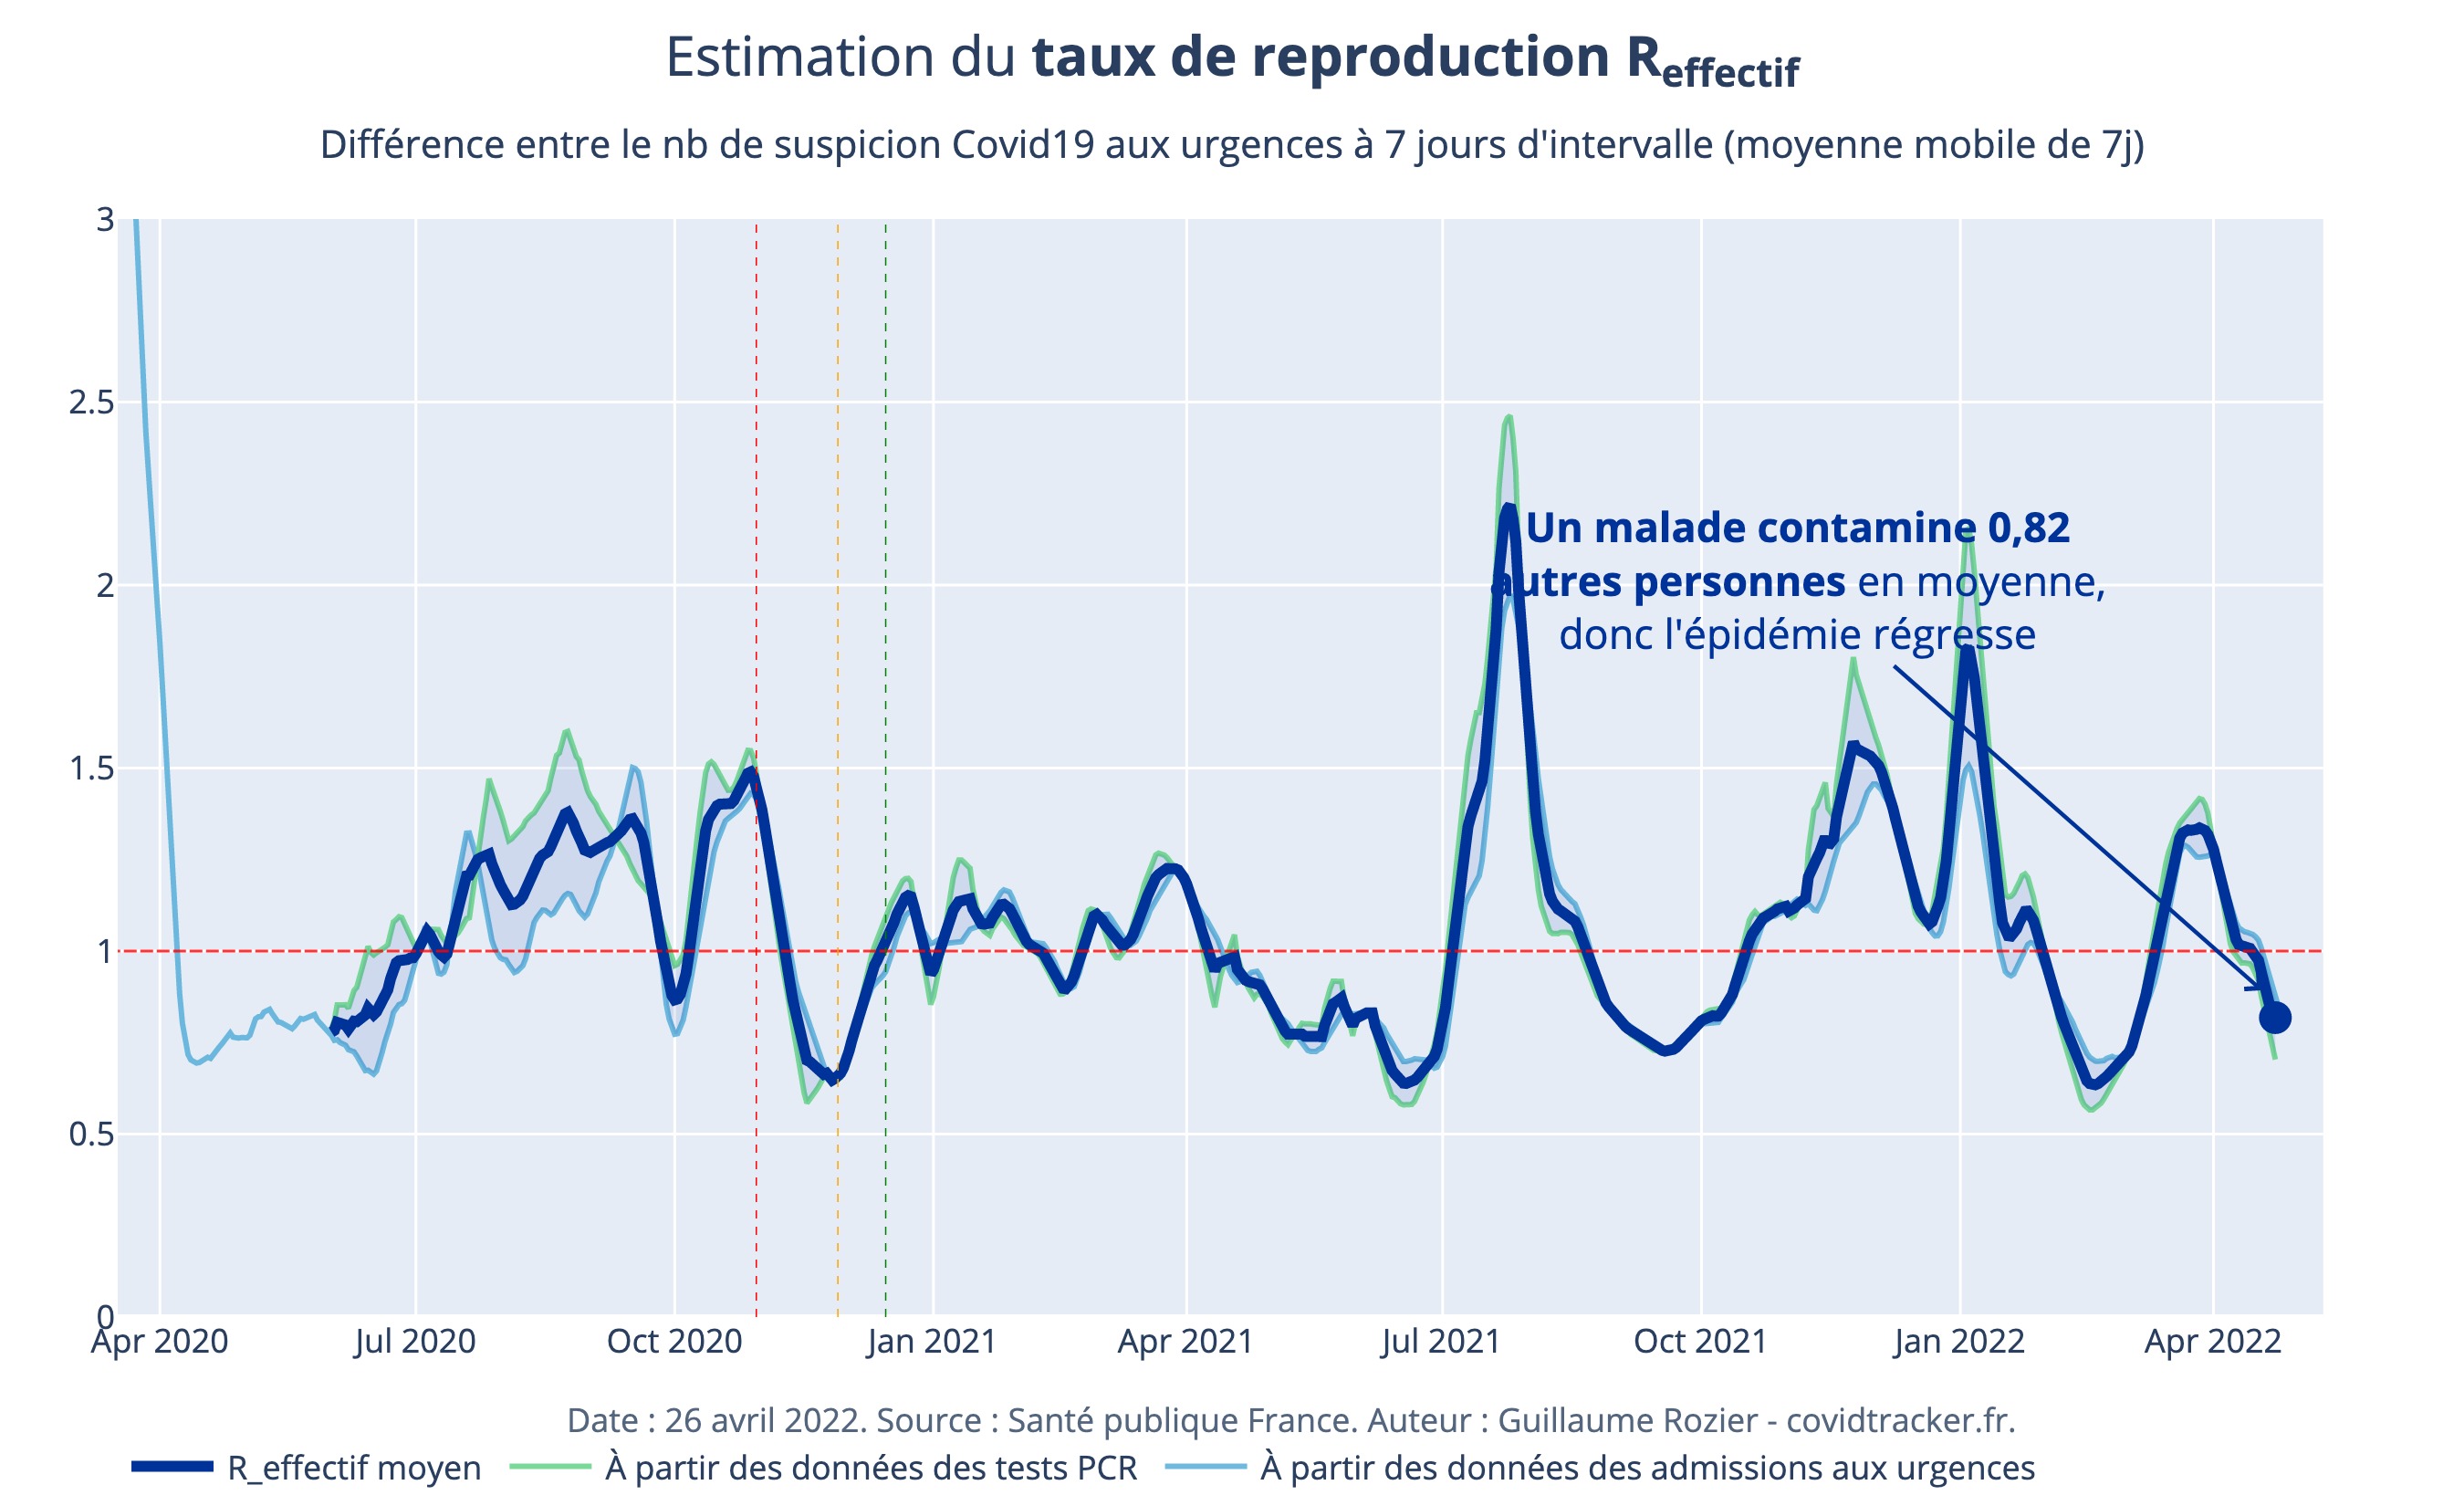 Estimation du taux de reproduction Reffectif
Différence entre le nb de suspicion Covid19 aux urgences à 7 jours d'intervalle (moyenne mobile de 7j)
3
2.5
2
1.5
1
0.5
0
Un malade contamine 0,82
autres personnes en moyenne,
donc l'épidémie régresse
Apr 2020 Jul 2020 Oct 2020 Jan 2021 Apr 2021 Jul 2021 Oct 2021 Jan 2022 Apr 2022
Date : 26 avril 2022. Source : Santé publique France. Auteur : Guillaume Rozier - covidtracker.fr.
R_effectif moyen À partir des données des tests PCR À partir des données des admissions aux urgences